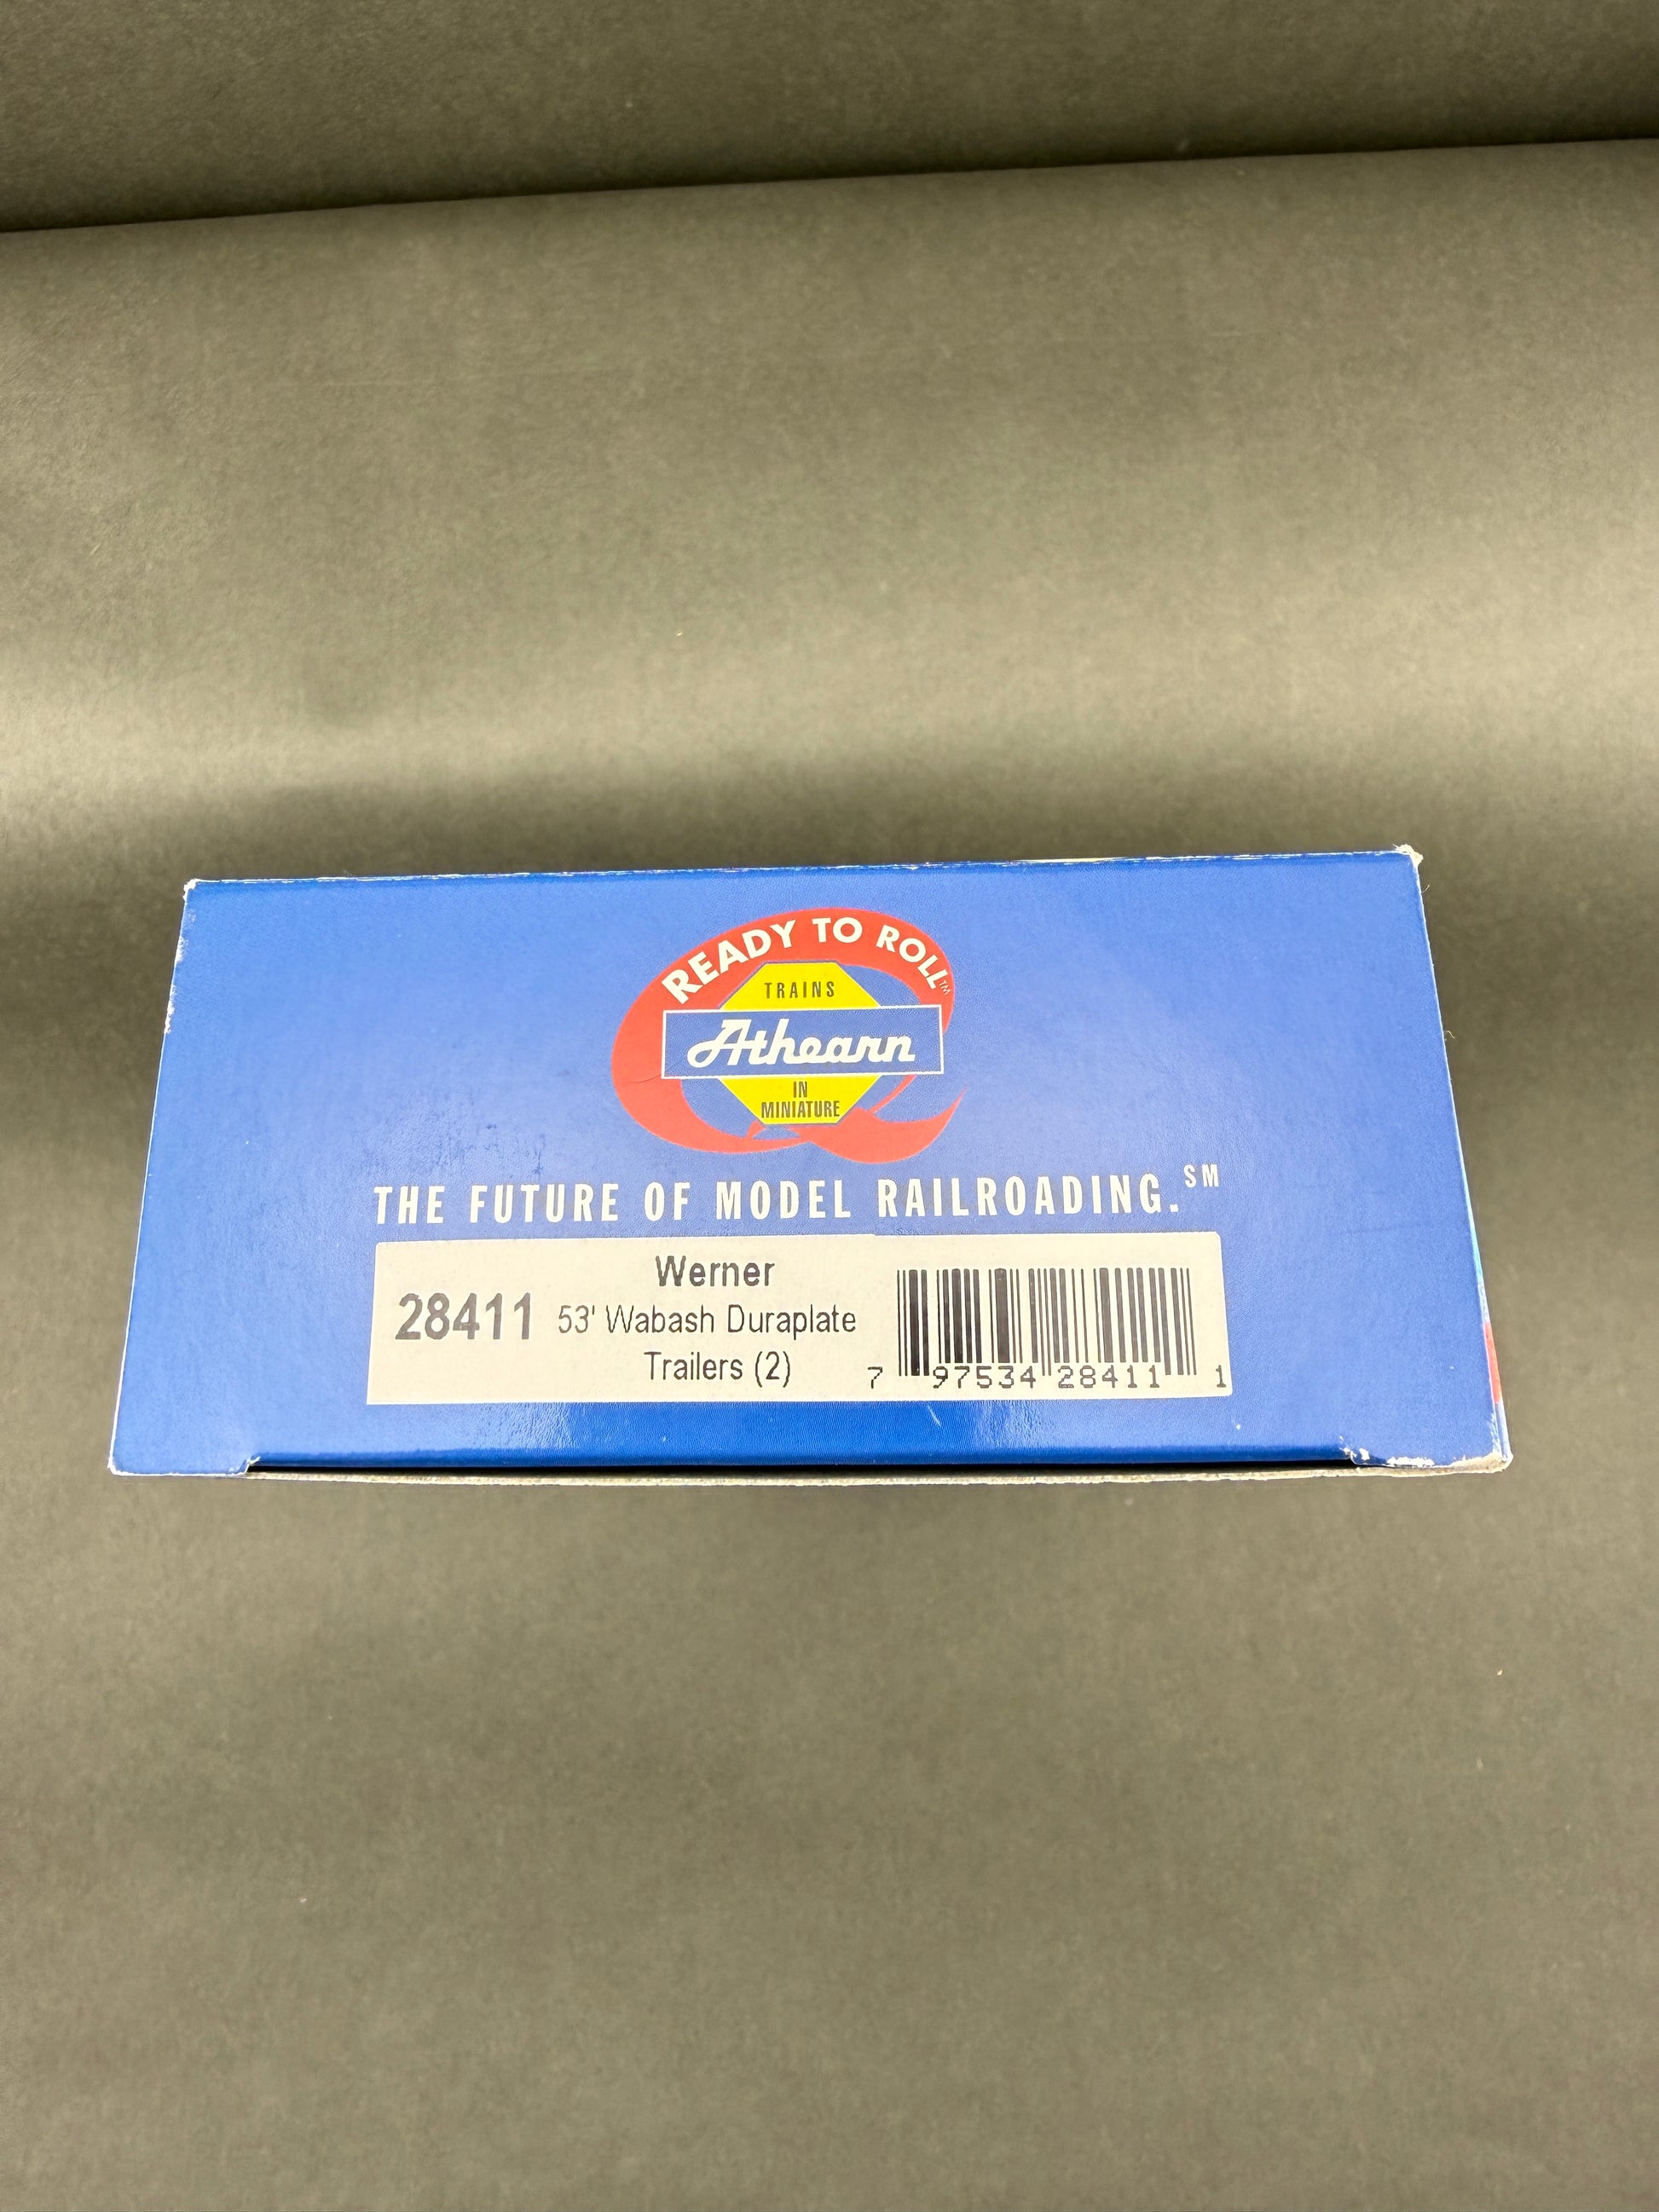 READY TO ROLL™
TRAINS
Athearn
IN
MINIATURE
THE FUTURE OF MODEL RAILROADING.℠
Werner
28411 53' Wabash Duraplate
Trailers (2)
7 97534 28411 1